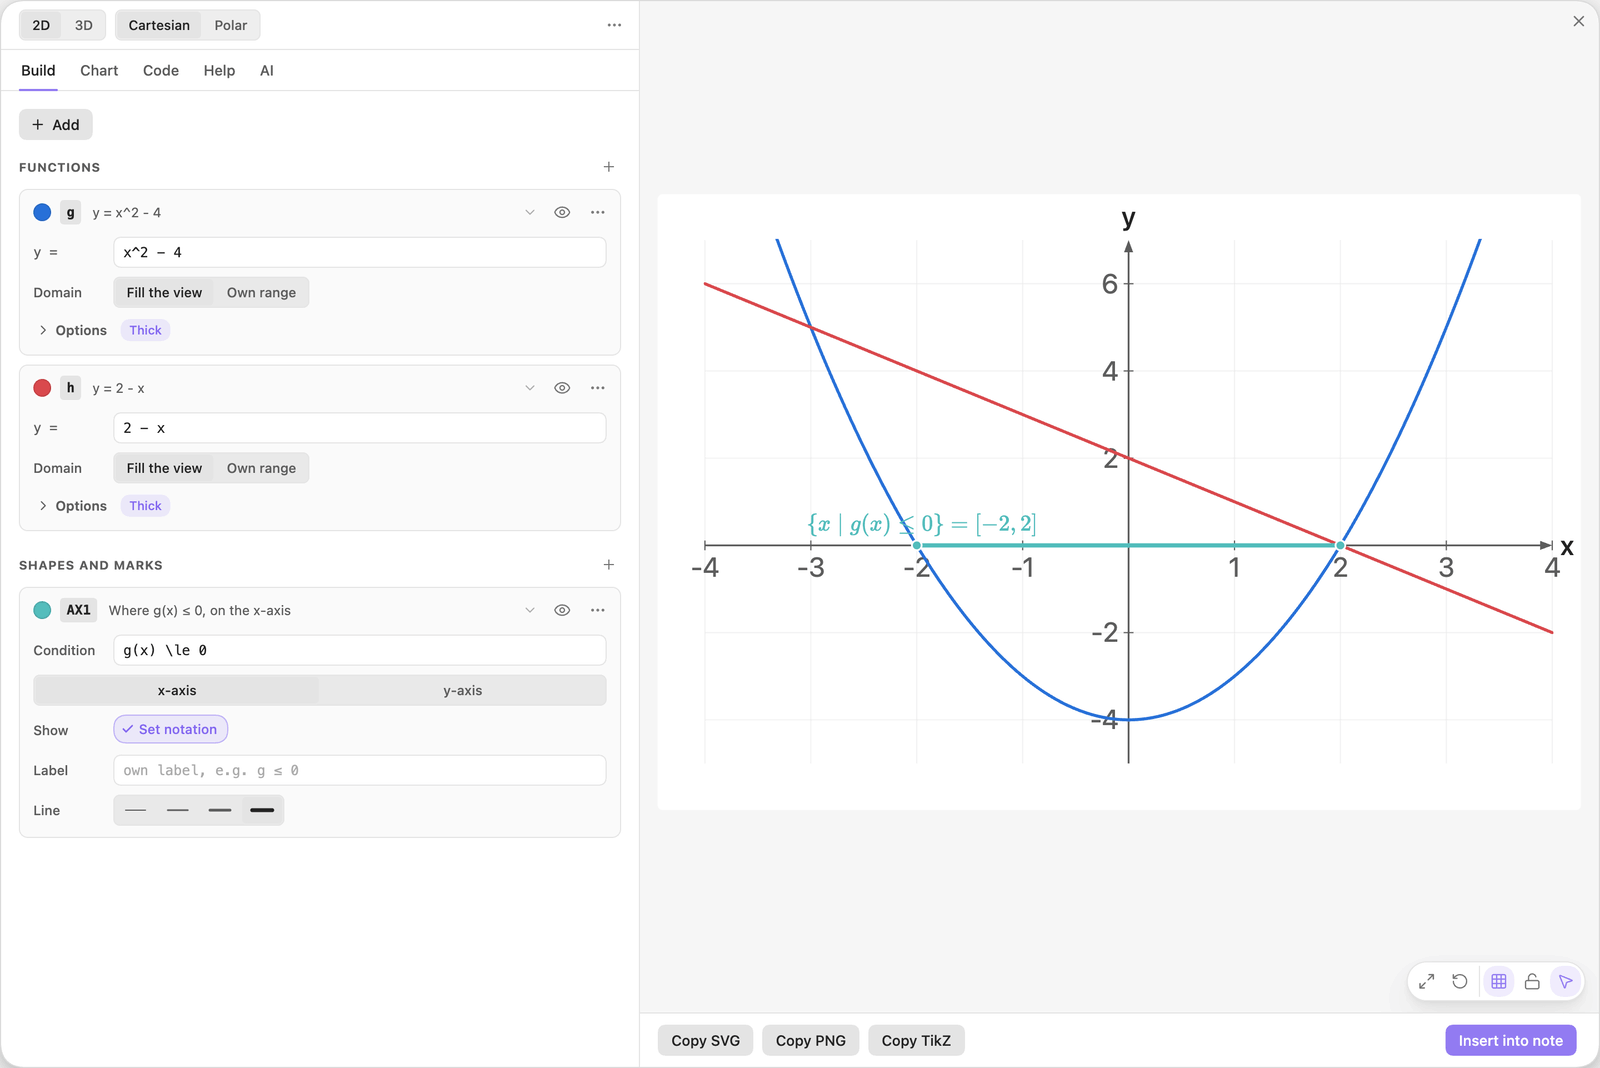 2D 3D Cartesian Polar ···
Build Chart Code Help AI
+ Add
FUNCTIONS +
g y = x^2 - 4 ···
y = x^2 − 4
Domain Fill the view Own range
Options Thick
h y = 2 - x ···
y = 2 − x
Domain Fill the view Own range
Options Thick
SHAPES AND MARKS +
AX1 Where g(x) ≤ 0, on the x-axis ···
Condition g(x) \le 0
x-axis y-axis
Show ✓ Set notation
Label own label, e.g. g ≤ 0
Line
y
6
4
2
{x | g(x) ≤ 0} = [−2, 2]
x
-4 -3 -2 -1 1 2 3 4
-2
-4
Copy SVG Copy PNG Copy TikZ Insert into note